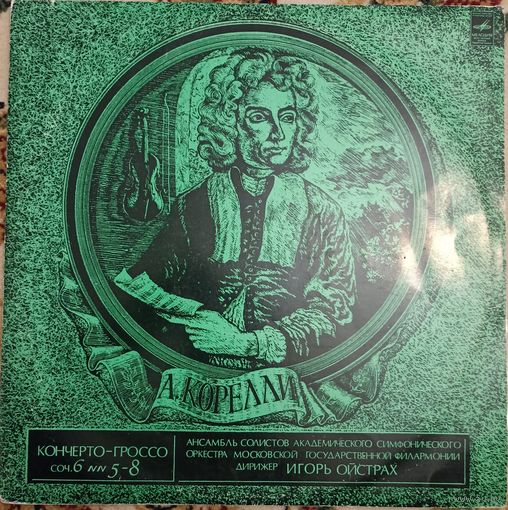 МЕЛОДИЯ
А. КОРЕЛЛИ
КОНЧЕРТО-ГРОССО
СОЧ. 6 NN 5-8
АНСАМБЛЬ СОЛИСТОВ АКАДЕМИЧЕСКОГО СИМФОНИЧЕСКОГО
ОРКЕСТРА МОСКОВСКОЙ ГОСУДАРСТВЕННОЙ ФИЛАРМОНИИ
ДИРИЖЕР ИГОРЬ ОЙСТРАХ